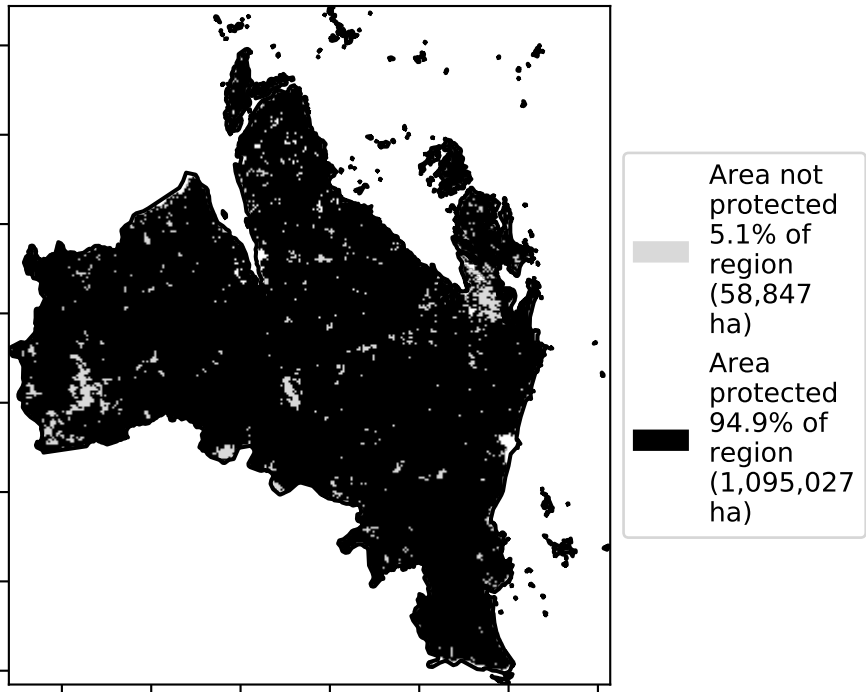 Area not
protected
5.1% of
region
(58,847
ha)
Area
protected
94.9% of
region
(1,095,027
ha)